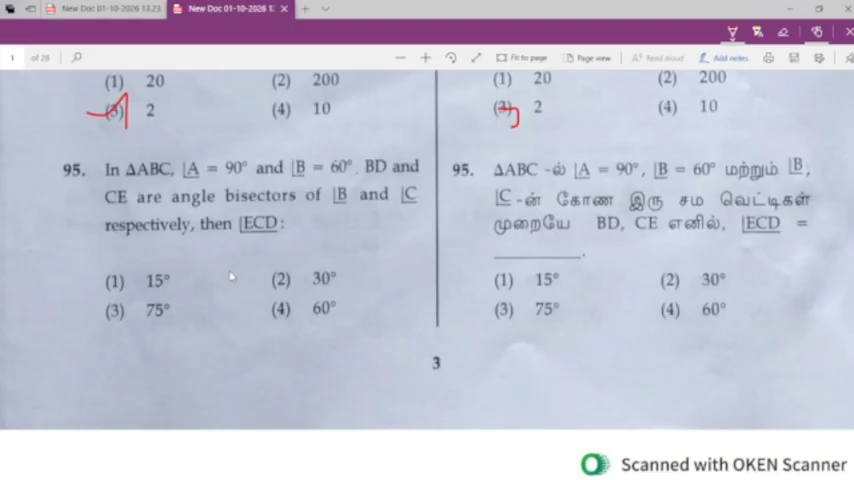 New Doc 01-10-2026 13.23
New Doc 01-10-2026 1:
1 of 28
Fit to page
Page view
Read aloud
Add notes
(1) 20 (2) 200
(3) 2 (4) 10
95. In ΔABC, ∠A = 90° and ∠B = 60°. BD and
CE are angle bisectors of ∠B and ∠C
respectively, then ∠ECD:
(1) 15° (2) 30°
(3) 75° (4) 60°
(1) 20 (2) 200
(3) 2 (4) 10
95. ΔABC -ல் ∠A = 90°, ∠B = 60° மற்றும் ∠B,
∠C -ன் கோண இரு சம வெட்டிகள்
முறையே BD, CE எனில், ∠ECD =
__________.
(1) 15° (2) 30°
(3) 75° (4) 60°
3
Scanned with OKEN Scanner